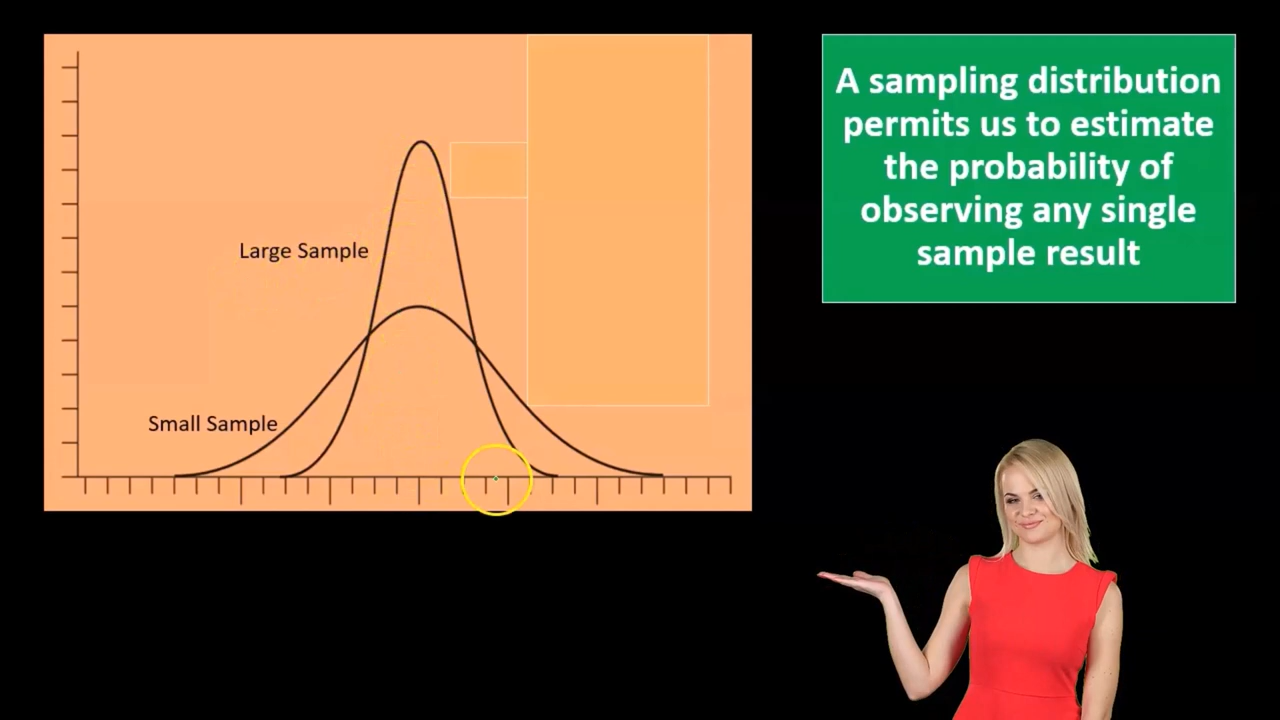 Large Sample
Small Sample
A sampling distribution
permits us to estimate
the probability of
observing any single
sample result